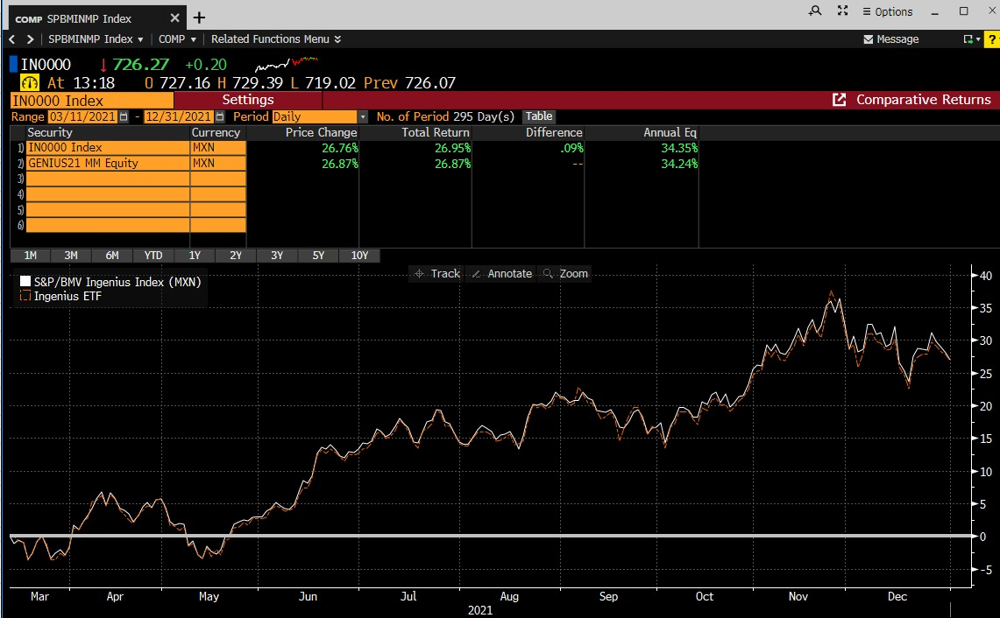 COMP SPBMINMP Index
Options
SPBMINMP Index COMP Related Functions Menu Message ?
IN0000 ↓ 726.27 +0.20
At 13:18 O 727.16 H 729.39 L 719.02 Prev 726.07
IN0000 Index Settings Comparative Returns
Range 03/11/2021 - 12/31/2021 Period Daily No. of Period 295 Day(s) Table
Security Currency Price Change Total Return Difference Annual Eq
1) IN0000 Index MXN 26.76% 26.95% .09% 34.35%
2) GENIUS21 MM Equity MXN 26.87% 26.87% -- 34.24%
3)
4)
5)
6)
1M 3M 6M YTD 1Y 2Y 3Y 5Y 10Y
Track Annotate Zoom
S&P/BMV Ingenius Index (MXN)
Ingenius ETF
40
35
30
25
20
15
10
5
0
-5
Mar Apr May Jun Jul Aug Sep Oct Nov Dec
2021